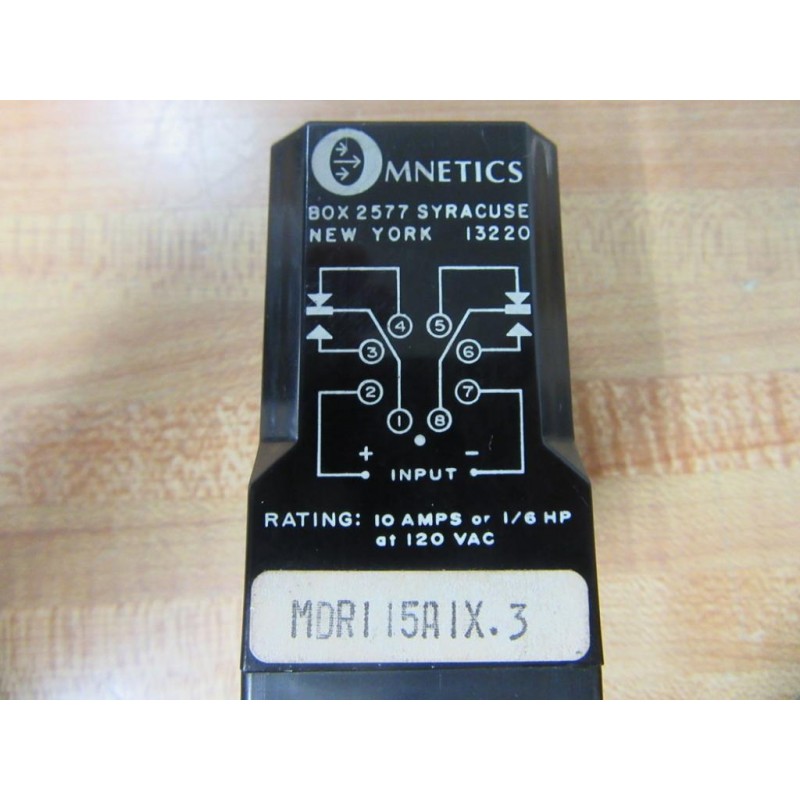 OMNETICS
BOX 2577 SYRACUSE
NEW YORK 13220
4 5
3 6
2 7
1 8
+ -
INPUT
RATING: 10 AMPS or 1/6 HP
at 120 VAC
MDR115A1X.3